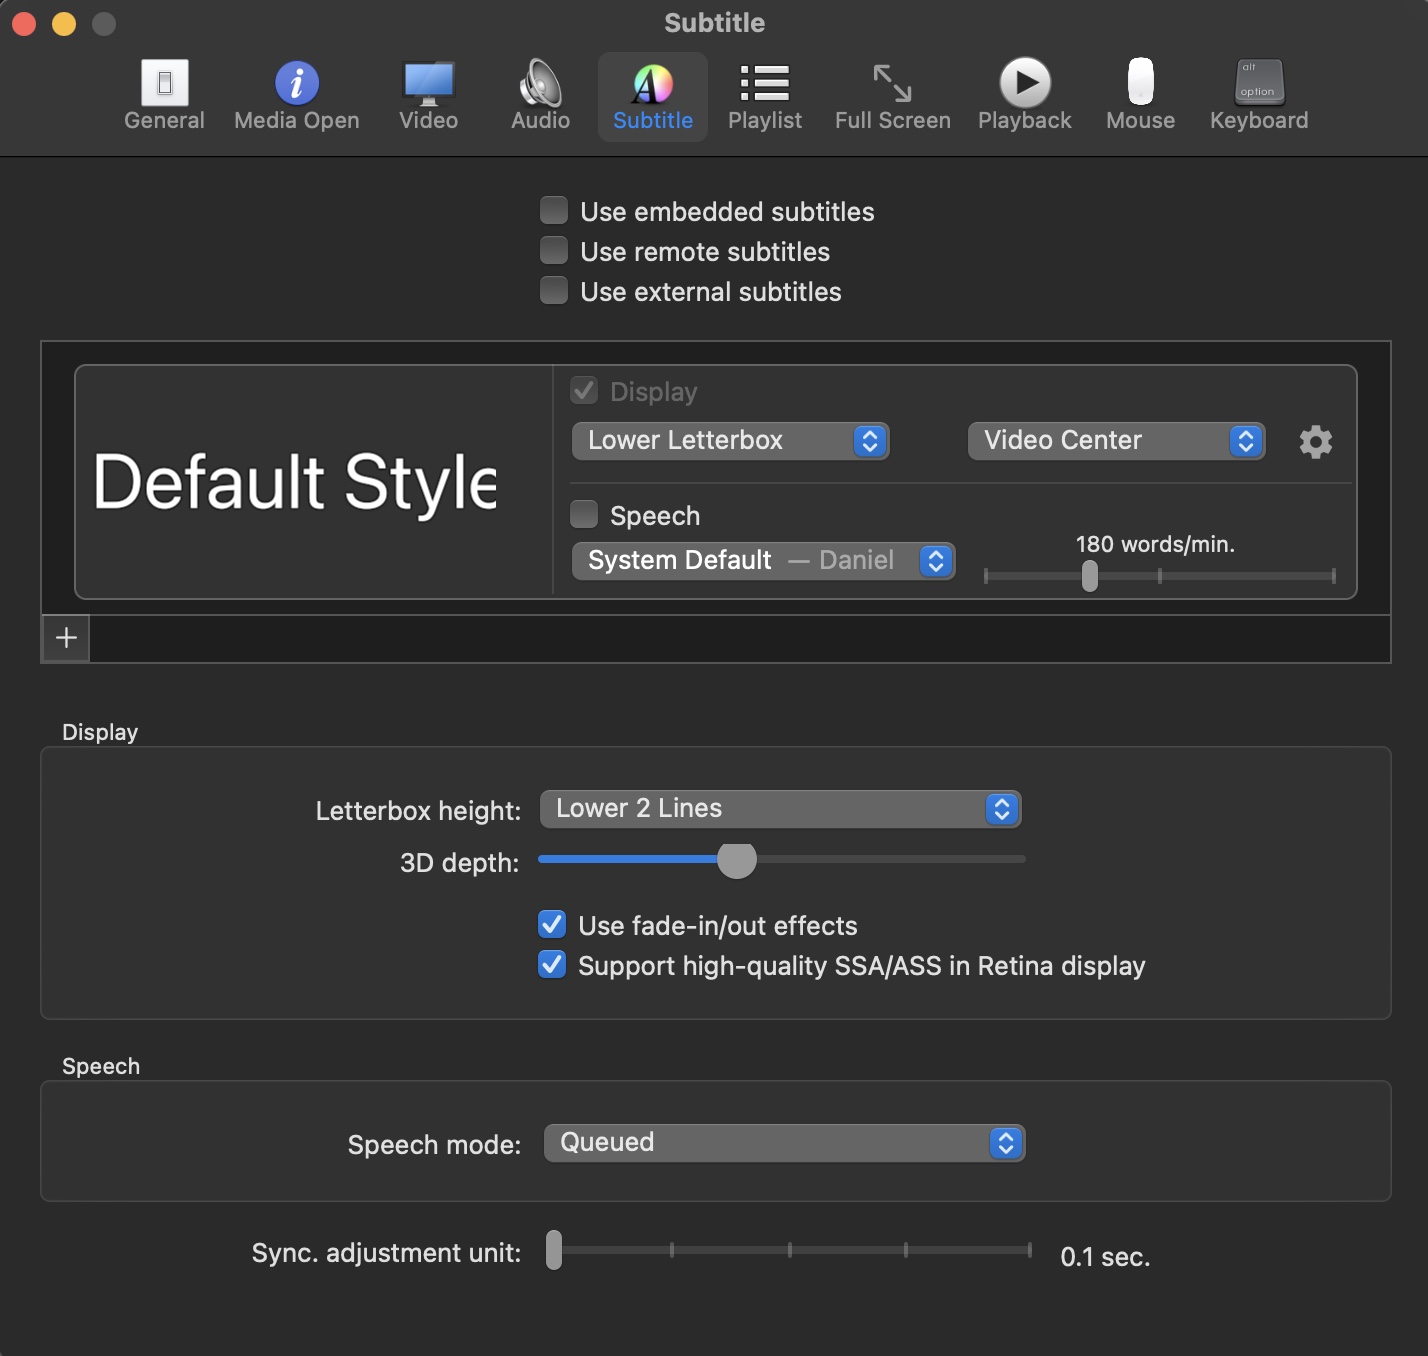 Subtitle
General
Media Open
Video
Audio
Subtitle
Playlist
Full Screen
Playback
Mouse
alt
option
Keyboard
Use embedded subtitles
Use remote subtitles
Use external subtitles
Default Style
Display
Lower Letterbox
Video Center
Speech
System Default — Daniel
180 words/min.
Display
Letterbox height: Lower 2 Lines
3D depth:
Use fade-in/out effects
Support high-quality SSA/ASS in Retina display
Speech
Speech mode: Queued
Sync. adjustment unit: 0.1 sec.